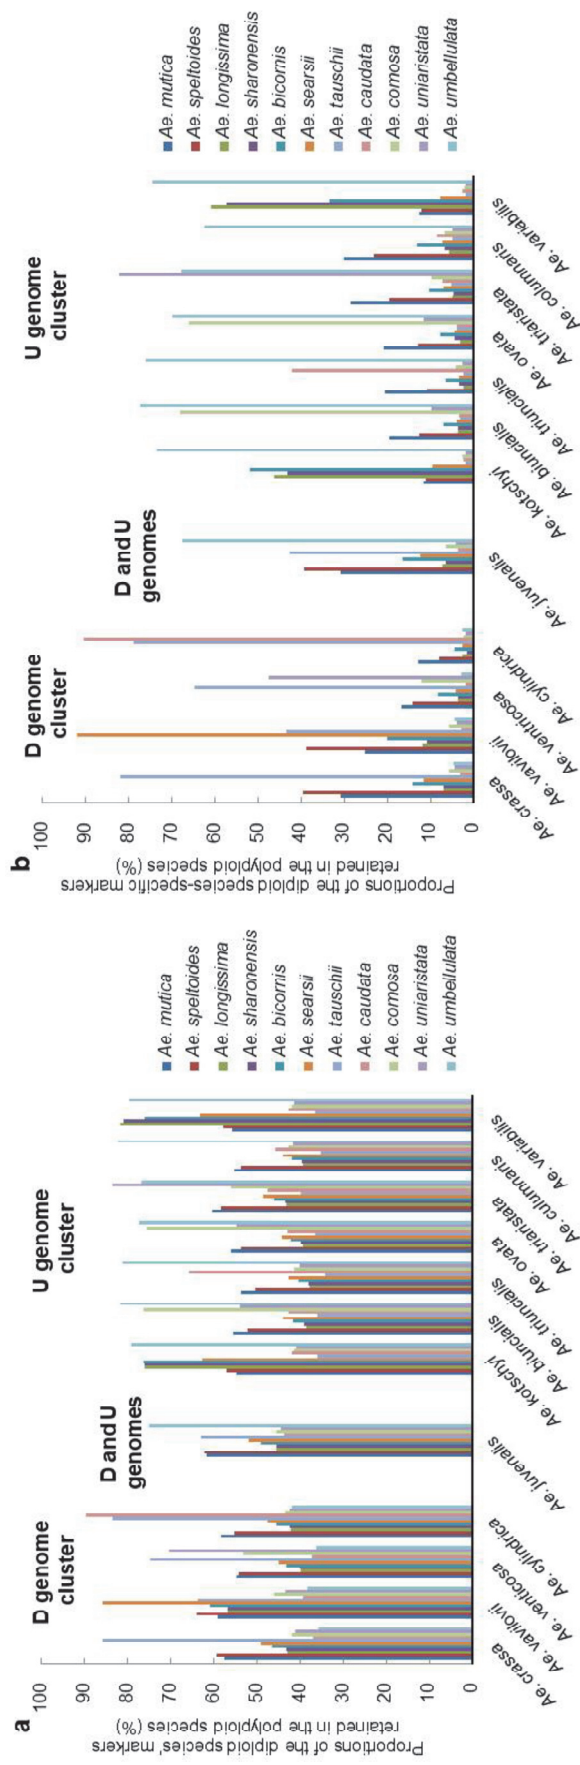 a
Proportions of the diploid species' markers
retained in the polyploid species (%)
100
90
80
70
60
50
40
30
20
10
0
D genome
cluster
D and U
genomes
U genome
cluster
Ae. crassa
Ae. vavilovii
Ae. ventricosa
Ae. cylindrica
Ae. juvenalis
Ae. kotschyi
Ae. biuncialis
Ae. triuncialis
Ae. ovata
Ae. triaristata
Ae. culumnaris
Ae. variabilis
Ae. mutica
Ae. speltoides
Ae. longissima
Ae. sharonensis
Ae. bicornis
Ae. searsii
Ae. tauschii
Ae. caudata
Ae. comosa
Ae. uniaristata
Ae. umbellulata
b
Proportions of the diploid species-specific markers
retained in the polyploid species (%)
100
90
80
70
60
50
40
30
20
10
0
D genome
cluster
D and U
genomes
U genome
cluster
Ae. crassa
Ae. vavilovii
Ae. ventricosa
Ae. cylindrica
Ae. juvenalis
Ae. kotschyi
Ae. biuncialis
Ae. triuncialis
Ae. ovata
Ae. triaristata
Ae. columnaris
Ae. variabilis
Ae. mutica
Ae. speltoides
Ae. longissima
Ae. sharonensis
Ae. bicornis
Ae. searsii
Ae. tauschii
Ae. caudata
Ae. comosa
Ae. uniaristata
Ae. umbellulata